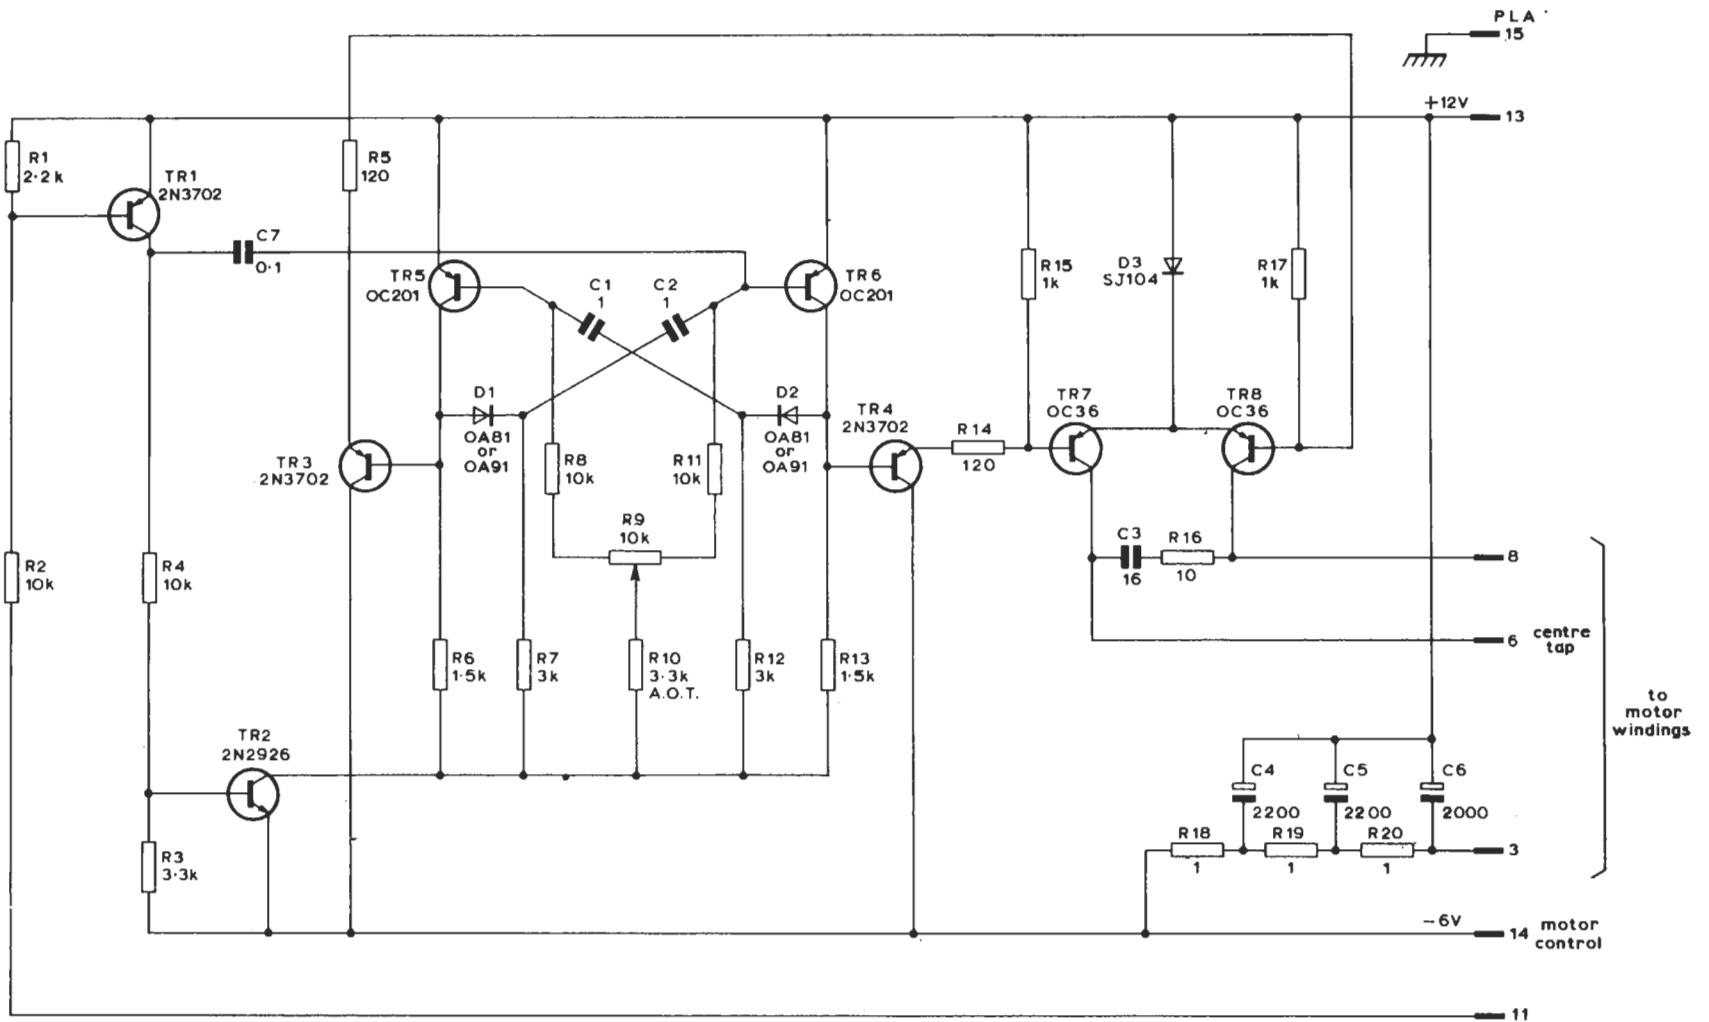 PLA
15
+12V
13
R1
2·2k
TR1
2N3702
R5
120
C7
0·1
TR5
OC201
C1
1
C2
1
TR6
OC201
R15
1k
D3
SJ104
R17
1k
D1
OA81
or
OA91
D2
OA81
or
OA91
TR4
2N3702
R14
120
TR7
OC36
TR8
OC36
TR3
2N3702
R8
10k
R11
10k
R9
10k
C3
16
R16
10
8
R2
10k
R4
10k
6
centre
tap
R6
1·5k
R7
3k
R10
3·3k
A.O.T.
R12
3k
R13
1·5k
to
motor
windings
TR2
2N2926
C4
2200
C5
2200
C6
2000
R18
1
R19
1
R20
1
3
R3
3·3k
-6V
14
motor
control
11